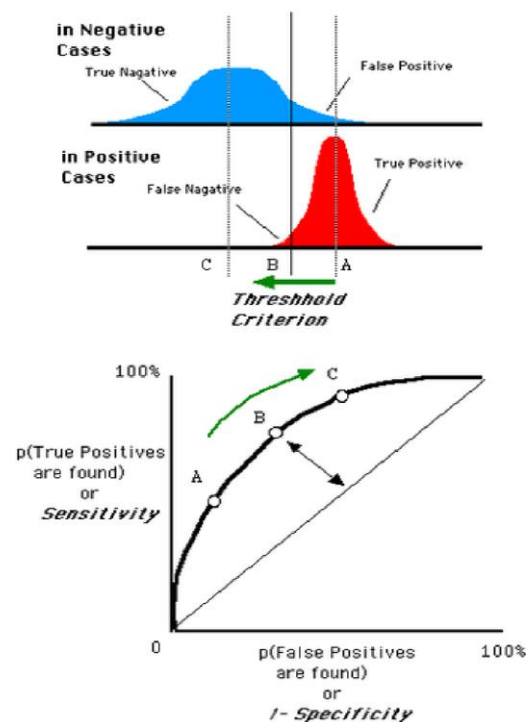 in Negative
Cases
True Nagative
False Positive
in Positive
Cases
True Positive
False Nagative
C B A
Threshhold
Criterion
100%
C
B
p(True Positives
are found)
or
Sensitivity
A
0
p(False Positives
are found)
or
1- Specificity
100%